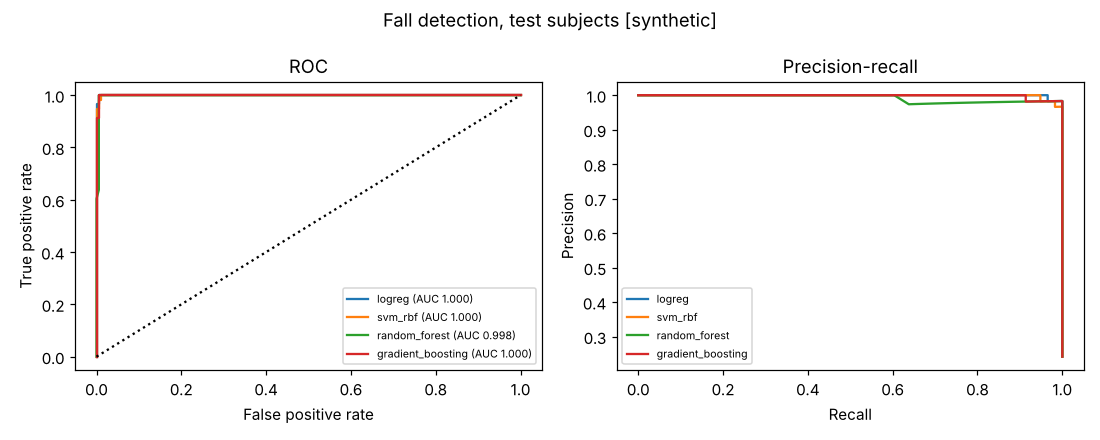 Fall detection, test subjects [synthetic]
ROC
True positive rate
1.0
0.8
0.6
0.4
0.2
0.0
0.0 0.2 0.4 0.6 0.8 1.0
False positive rate
logreg (AUC 1.000)
svm_rbf (AUC 1.000)
random_forest (AUC 0.998)
gradient_boosting (AUC 1.000)
Precision-recall
Precision
1.0
0.9
0.8
0.7
0.6
0.5
0.4
0.3
0.0 0.2 0.4 0.6 0.8 1.0
Recall
logreg
svm_rbf
random_forest
gradient_boosting